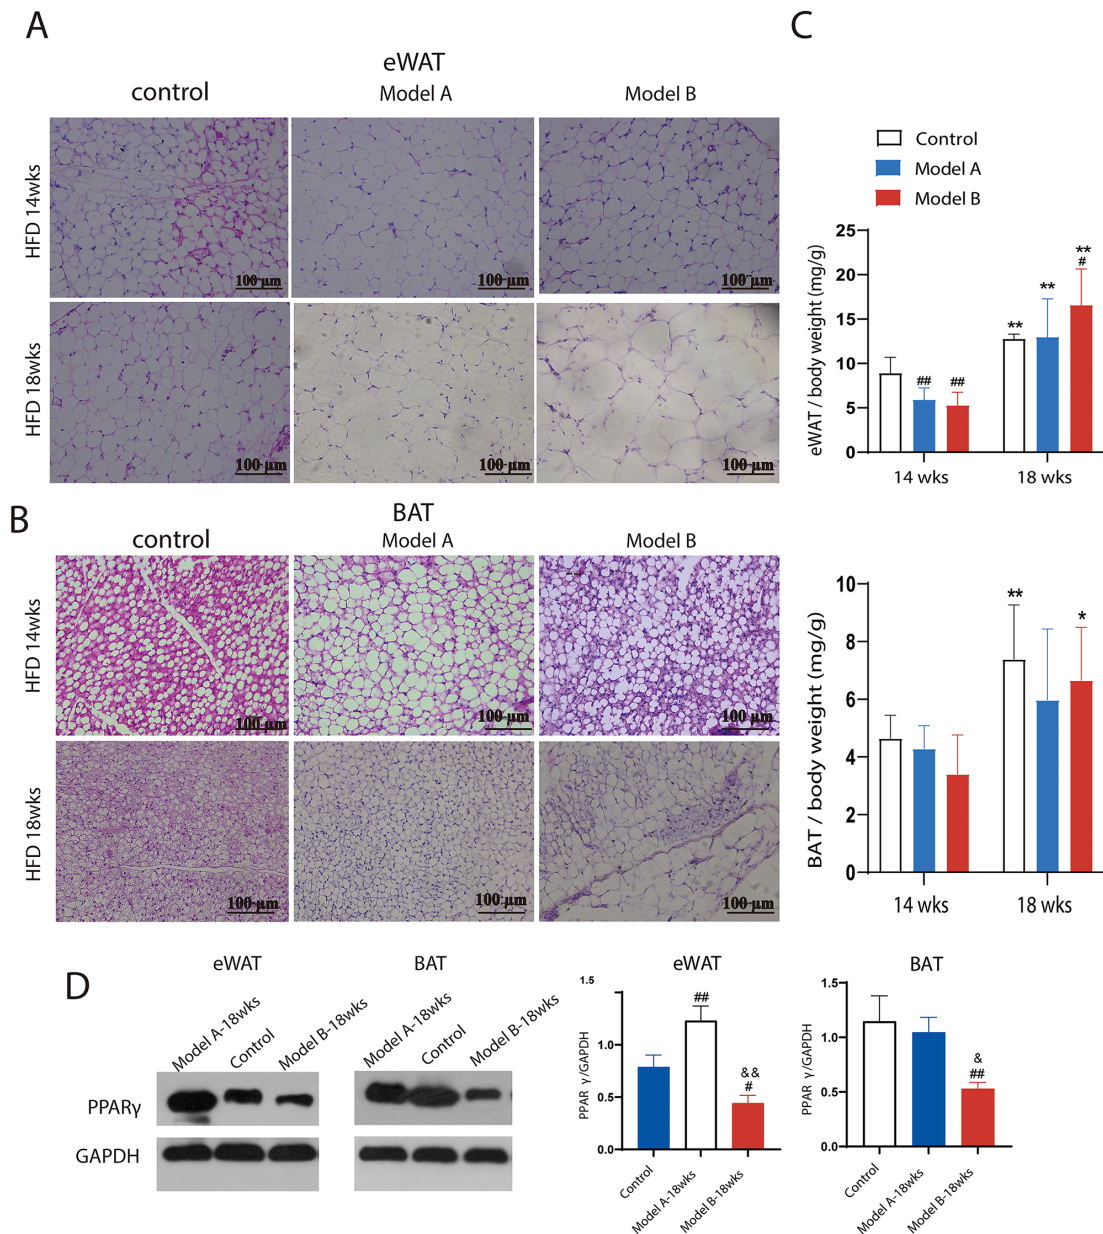 A
eWAT
control
Model A
Model B
HFD 14wks
100 μm
100 μm
100 μm
HFD 18wks
100 μm
100 μm
100 μm
B
BAT
control
Model A
Model B
HFD 14wks
100 μm
100 μm
100 μm
HFD 18wks
100 μm
100 μm
100 μm
C
Control
Model A
Model B
eWAT / body weight (mg/g)
25
20
15
10
5
0
##
##
**
**
**
#
14 wks
18 wks
BAT / body weight (mg/g)
10
8
6
4
2
0
**
*
14 wks
18 wks
D
eWAT
BAT
Model A-18wks
Control
Model B-18wks
Model A-18wks
Control
Model B-18wks
PPARγ
GAPDH
eWAT
PPAR γ/GAPDH
1.5
1.0
0.5
0.0
##
&&
#
Control
Model A-18wks
Model B-18wks
BAT
PPAR γ/GAPDH
1.5
1.0
0.5
0.0
&
##
Control
Model A-18wks
Model B-18wks